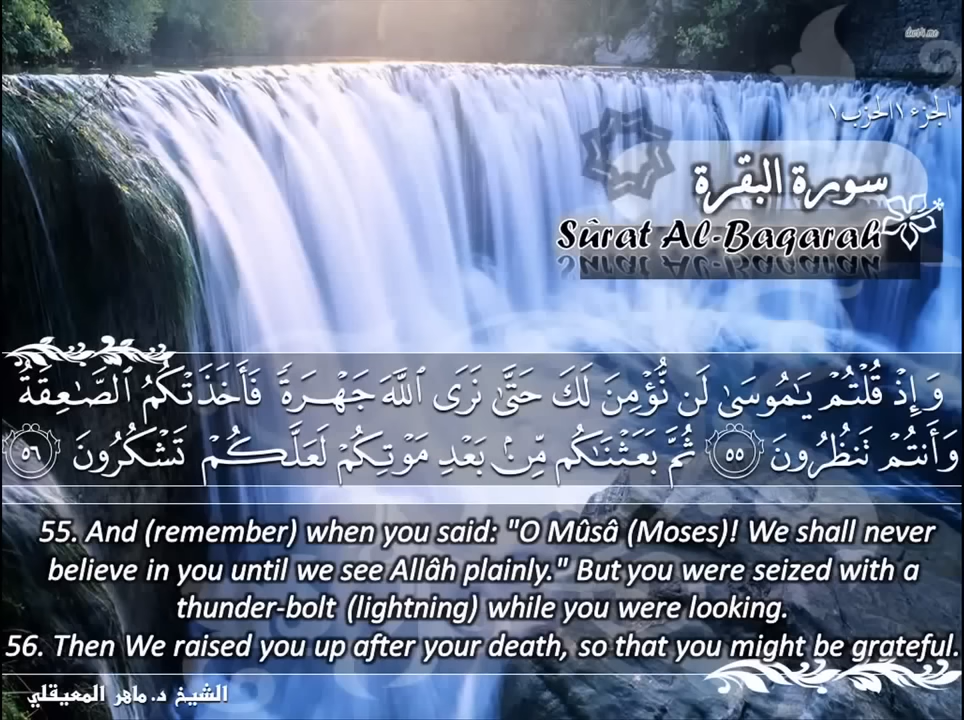 الجزء ١ الحزب ١
سورة البقرة
Sûrat Al-Baqarah
وَإِذْ قُلْتُمْ يَـٰمُوسَىٰ لَن نُّؤْمِنَ لَكَ حَتَّىٰ نَرَى ٱللَّهَ جَهْرَةً فَأَخَذَتْكُمُ ٱلصَّـٰعِقَةُ
وَأَنتُمْ تَنظُرُونَ ٥٥ ثُمَّ بَعَثْنَـٰكُم مِّنۢ بَعْدِ مَوْتِكُمْ لَعَلَّكُمْ تَشْكُرُونَ ٥٦
55. And (remember) when you said: "O Mûsâ (Moses)! We shall never
believe in you until we see Allâh plainly." But you were seized with a
thunder-bolt (lightning) while you were looking.
56. Then We raised you up after your death, so that you might be grateful.
الشيخ د. ماهر المعيقلي